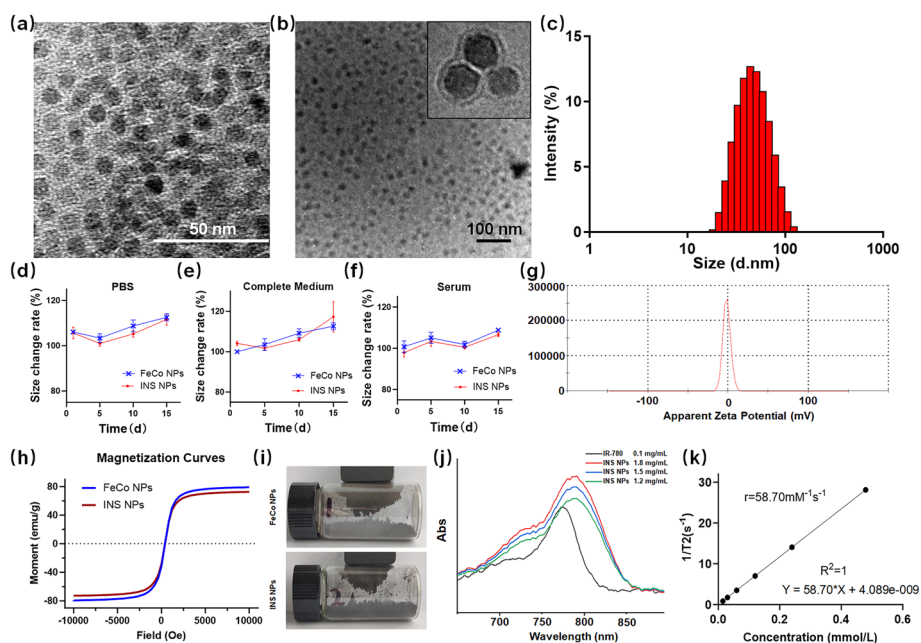 (a)
50 nm
(b)
100 nm
(c)
15
10
5
0
Intensity (%)
1
10
100
1000
Size (d.nm)
(d)
PBS
Size change rate (%)
120
100
80
0
5
10
15
Time(d)
FeCo NPs
INS NPs
(e)
Complete Medium
Size change rate (%)
120
100
80
0
5
10
15
Time(d)
FeCo NPs
INS NPs
(f)
Serum
Size change rate (%)
120
100
80
0
5
10
15
Time(d)
FeCo NPs
INS NPs
(g)
300000
200000
100000
0
-100
0
100
Apparent Zeta Potential (mV)
(h)
Magnetization Curves
FeCo NPs
INS NPs
Moment (emu/g)
80
40
0
-40
-80
-10000
-5000
0
5000
10000
Field (Oe)
(i)
FeCo NPs
INS NPs
(j)
IR-780 0.1 mg/mL
INS NPs 1.8 mg/mL
INS NPs 1.5 mg/mL
INS NPs 1.2 mg/mL
Abs
700
750
800
850
Wavelength (nm)
(k)
r=58.70mM⁻¹s⁻¹
R²=1
Y = 58.70*X + 4.089e-009
1/T2(s⁻¹)
30
20
10
0
0.0
0.2
0.4
0.6
Concentration (mmol/L)